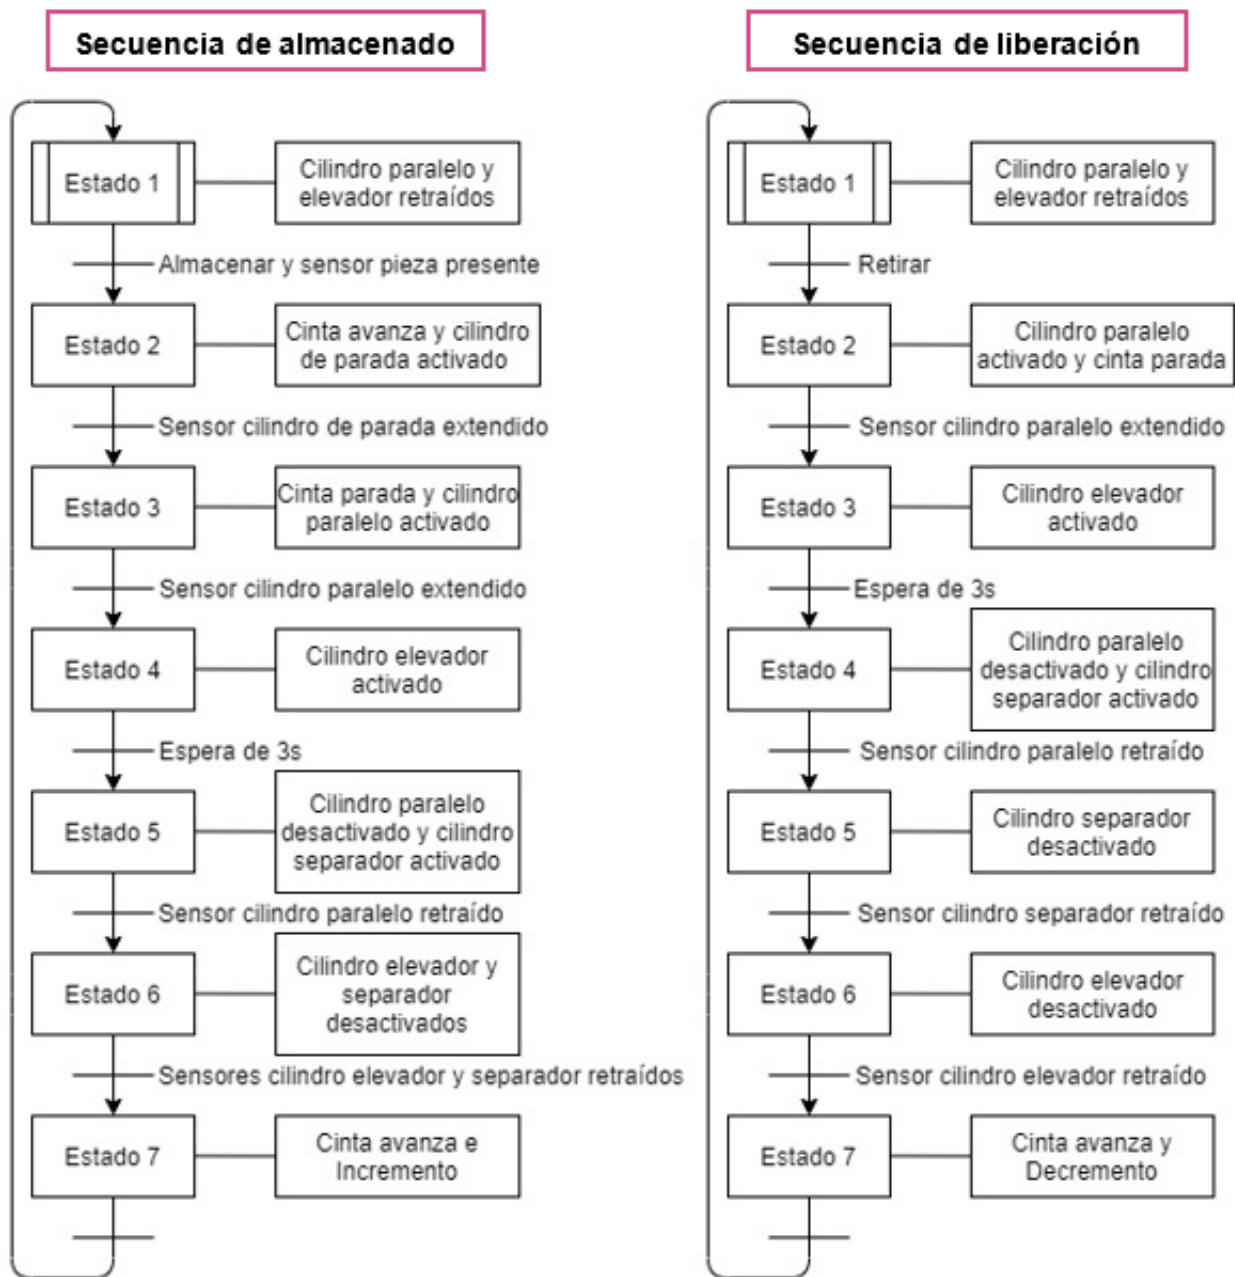 Secuencia de almacenado
Estado 1
Cilindro paralelo y
elevador retraídos
Almacenar y sensor pieza presente
Estado 2
Cinta avanza y cilindro
de parada activado
Sensor cilindro de parada extendido
Estado 3
Cinta parada y cilindro
paralelo activado
Sensor cilindro paralelo extendido
Estado 4
Cilindro elevador
activado
Espera de 3s
Estado 5
Cilindro paralelo
desactivado y cilindro
separador activado
Sensor cilindro paralelo retraído
Estado 6
Cilindro elevador y
separador
desactivados
Sensores cilindro elevador y separador retraídos
Estado 7
Cinta avanza e
Incremento
Secuencia de liberación
Estado 1
Cilindro paralelo y
elevador retraídos
Retirar
Estado 2
Cilindro paralelo
activado y cinta parada
Sensor cilindro paralelo extendido
Estado 3
Cilindro elevador
activado
Espera de 3s
Estado 4
Cilindro paralelo
desactivado y cilindro
separador activado
Sensor cilindro paralelo retraído
Estado 5
Cilindro separador
desactivado
Sensor cilindro separador retraído
Estado 6
Cilindro elevador
desactivado
Sensor cilindro elevador retraído
Estado 7
Cinta avanza y
Decremento